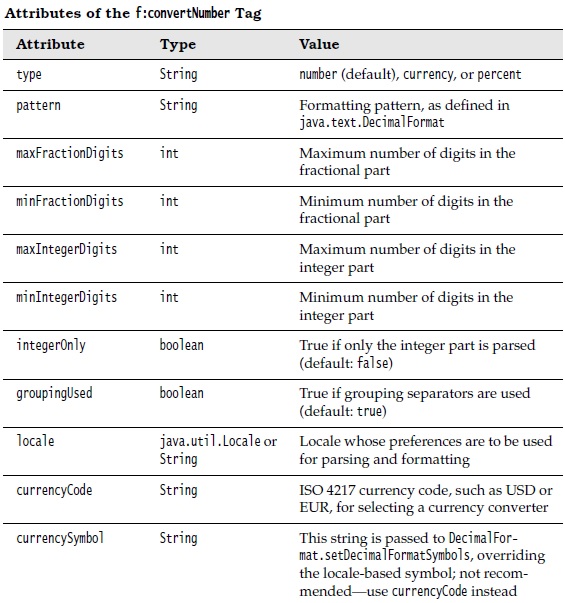 Attributes of the f:convertNumber Tag
Attribute Type Value
type String number (default), currency, or percent
pattern String Formatting pattern, as defined in
java.text.DecimalFormat
maxFractionDigits int Maximum number of digits in the
fractional part
minFractionDigits int Minimum number of digits in the
fractional part
maxIntegerDigits int Maximum number of digits in the
integer part
minIntegerDigits int Minimum number of digits in the
integer part
integerOnly boolean True if only the integer part is parsed
(default: false)
groupingUsed boolean True if grouping separators are used
(default: true)
locale java.util.Locale or Locale whose preferences are to be used
String for parsing and formatting
currencyCode String ISO 4217 currency code, such as USD or
EUR, for selecting a currency converter
currencySymbol String This string is passed to DecimalFor-
mat.setDecimalFormatSymbols, overriding
the locale-based symbol; not recom-
mended—use currencyCode instead